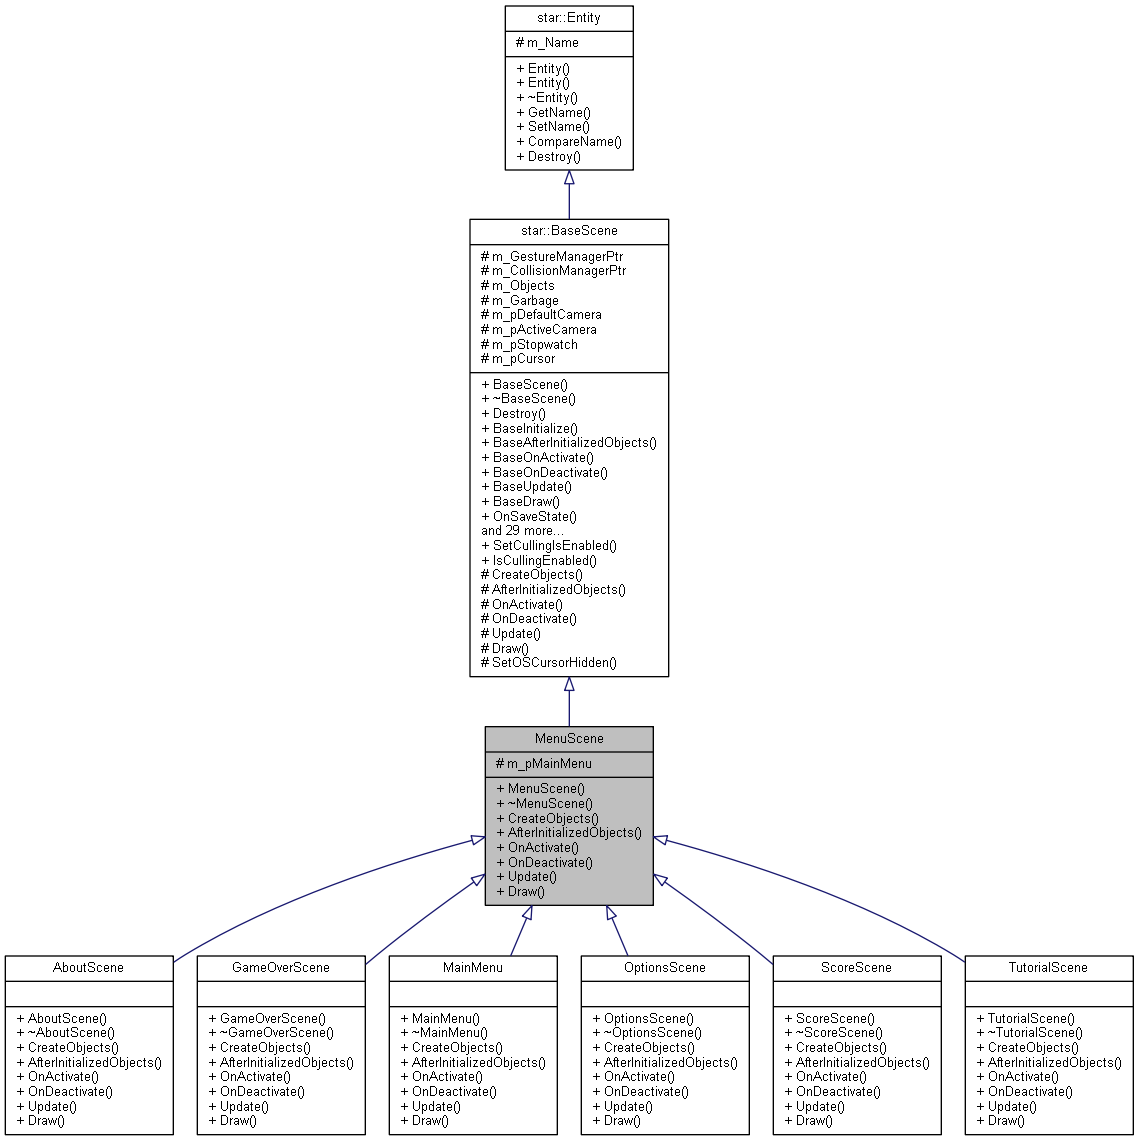 star::Entity
# m_Name
+ Entity()
+ Entity()
+ ~Entity()
+ GetName()
+ SetName()
+ CompareName()
+ Destroy()
star::BaseScene
# m_GestureManagerPtr
# m_CollisionManagerPtr
# m_Objects
# m_Garbage
# m_pDefaultCamera
# m_pActiveCamera
# m_pStopwatch
# m_pCursor
+ BaseScene()
+ ~BaseScene()
+ Destroy()
+ BaseInitialize()
+ BaseAfterInitializedObjects()
+ BaseOnActivate()
+ BaseOnDeactivate()
+ BaseUpdate()
+ BaseDraw()
+ OnSaveState()
and 29 more...
+ SetCullingIsEnabled()
+ IsCullingEnabled()
# CreateObjects()
# AfterInitializedObjects()
# OnActivate()
# OnDeactivate()
# Update()
# Draw()
# SetOSCursorHidden()
MenuScene
# m_pMainMenu
+ MenuScene()
+ ~MenuScene()
+ CreateObjects()
+ AfterInitializedObjects()
+ OnActivate()
+ OnDeactivate()
+ Update()
+ Draw()
AboutScene
+ AboutScene()
+ ~AboutScene()
+ CreateObjects()
+ AfterInitializedObjects()
+ OnActivate()
+ OnDeactivate()
+ Update()
+ Draw()
GameOverScene
+ GameOverScene()
+ ~GameOverScene()
+ CreateObjects()
+ AfterInitializedObjects()
+ OnActivate()
+ OnDeactivate()
+ Update()
+ Draw()
MainMenu
+ MainMenu()
+ ~MainMenu()
+ CreateObjects()
+ AfterInitializedObjects()
+ OnActivate()
+ OnDeactivate()
+ Update()
+ Draw()
OptionsScene
+ OptionsScene()
+ ~OptionsScene()
+ CreateObjects()
+ AfterInitializedObjects()
+ OnActivate()
+ OnDeactivate()
+ Update()
+ Draw()
ScoreScene
+ ScoreScene()
+ ~ScoreScene()
+ CreateObjects()
+ AfterInitializedObjects()
+ OnActivate()
+ OnDeactivate()
+ Update()
+ Draw()
TutorialScene
+ TutorialScene()
+ ~TutorialScene()
+ CreateObjects()
+ AfterInitializedObjects()
+ OnActivate()
+ OnDeactivate()
+ Update()
+ Draw()